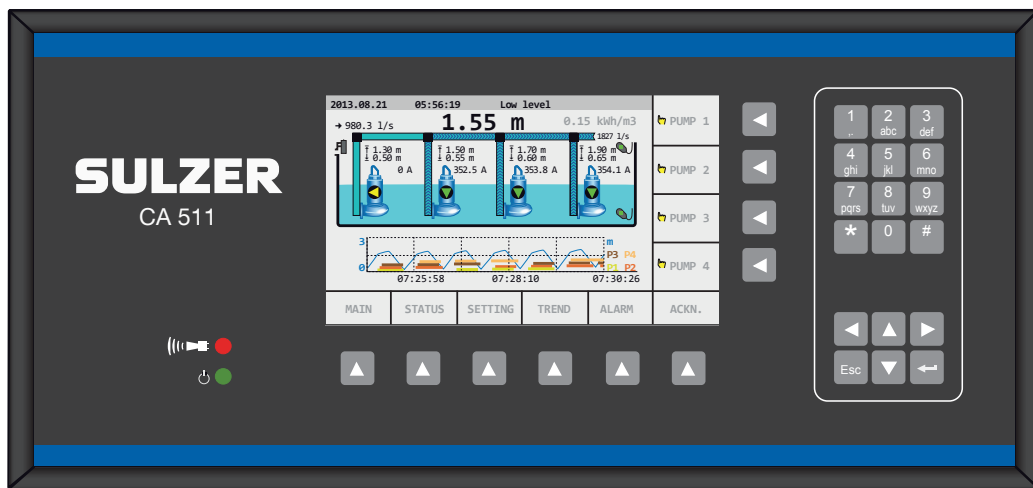 SULZER
CA 511
2013.08.21 05:56:19 Low level
980.3 l/s 1.55 m 0.15 kWh/m3
1827 l/s
1.30 m 1.50 m 1.70 m 1.90 m
0.50 m 0.55 m 0.60 m 0.65 m
0 A 352.5 A 353.8 A 354.1 A
3 m
P3 P4
0 P1 P2
07:25:58 07:28:10 07:30:26
PUMP 1
PUMP 2
PUMP 3
PUMP 4
MAIN STATUS SETTING TREND ALARM ACKN.
1 2 3
abc def
4 5 6
ghi jkl mno
7 8 9
pqrs tuv wxyz
* 0 #
Esc